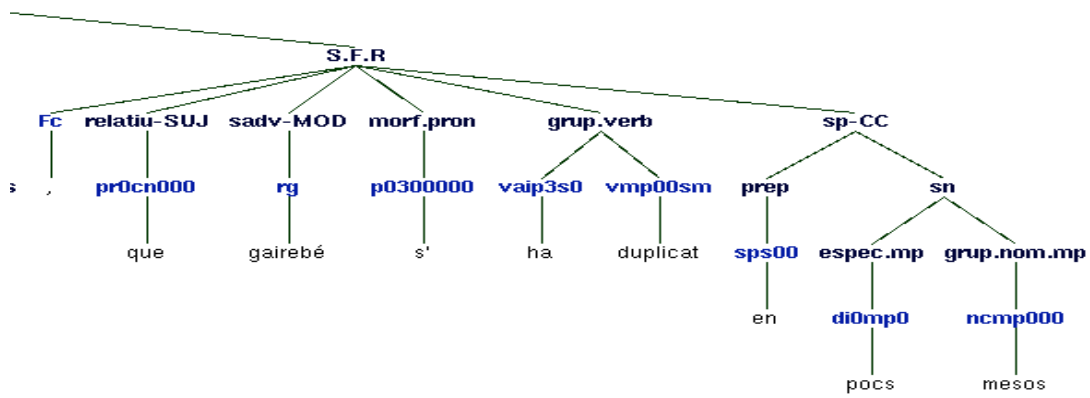 S.F.R
Fc relatiu-SUJ sadv-MOD morf.pron grup.verb sp-CC
s , pr0cn000 rg p0300000 vaip3s0 vmp00sm prep sn
que gairebé s' ha duplicat sps00 espec.mp grup.nom.mp
en di0mp0 ncmp000
pocs mesos